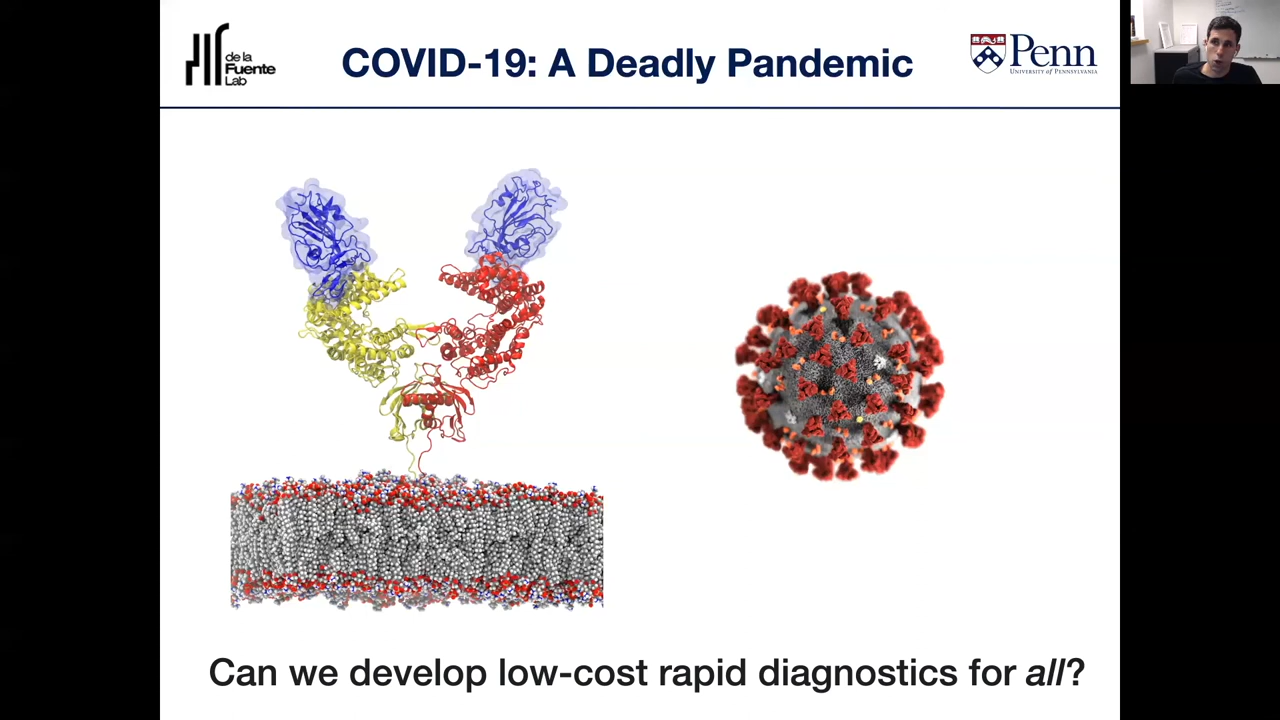 de la
Fuente
Lab
COVID-19: A Deadly Pandemic
Penn
UNIVERSITY of PENNSYLVANIA
Can we develop low-cost rapid diagnostics for all?